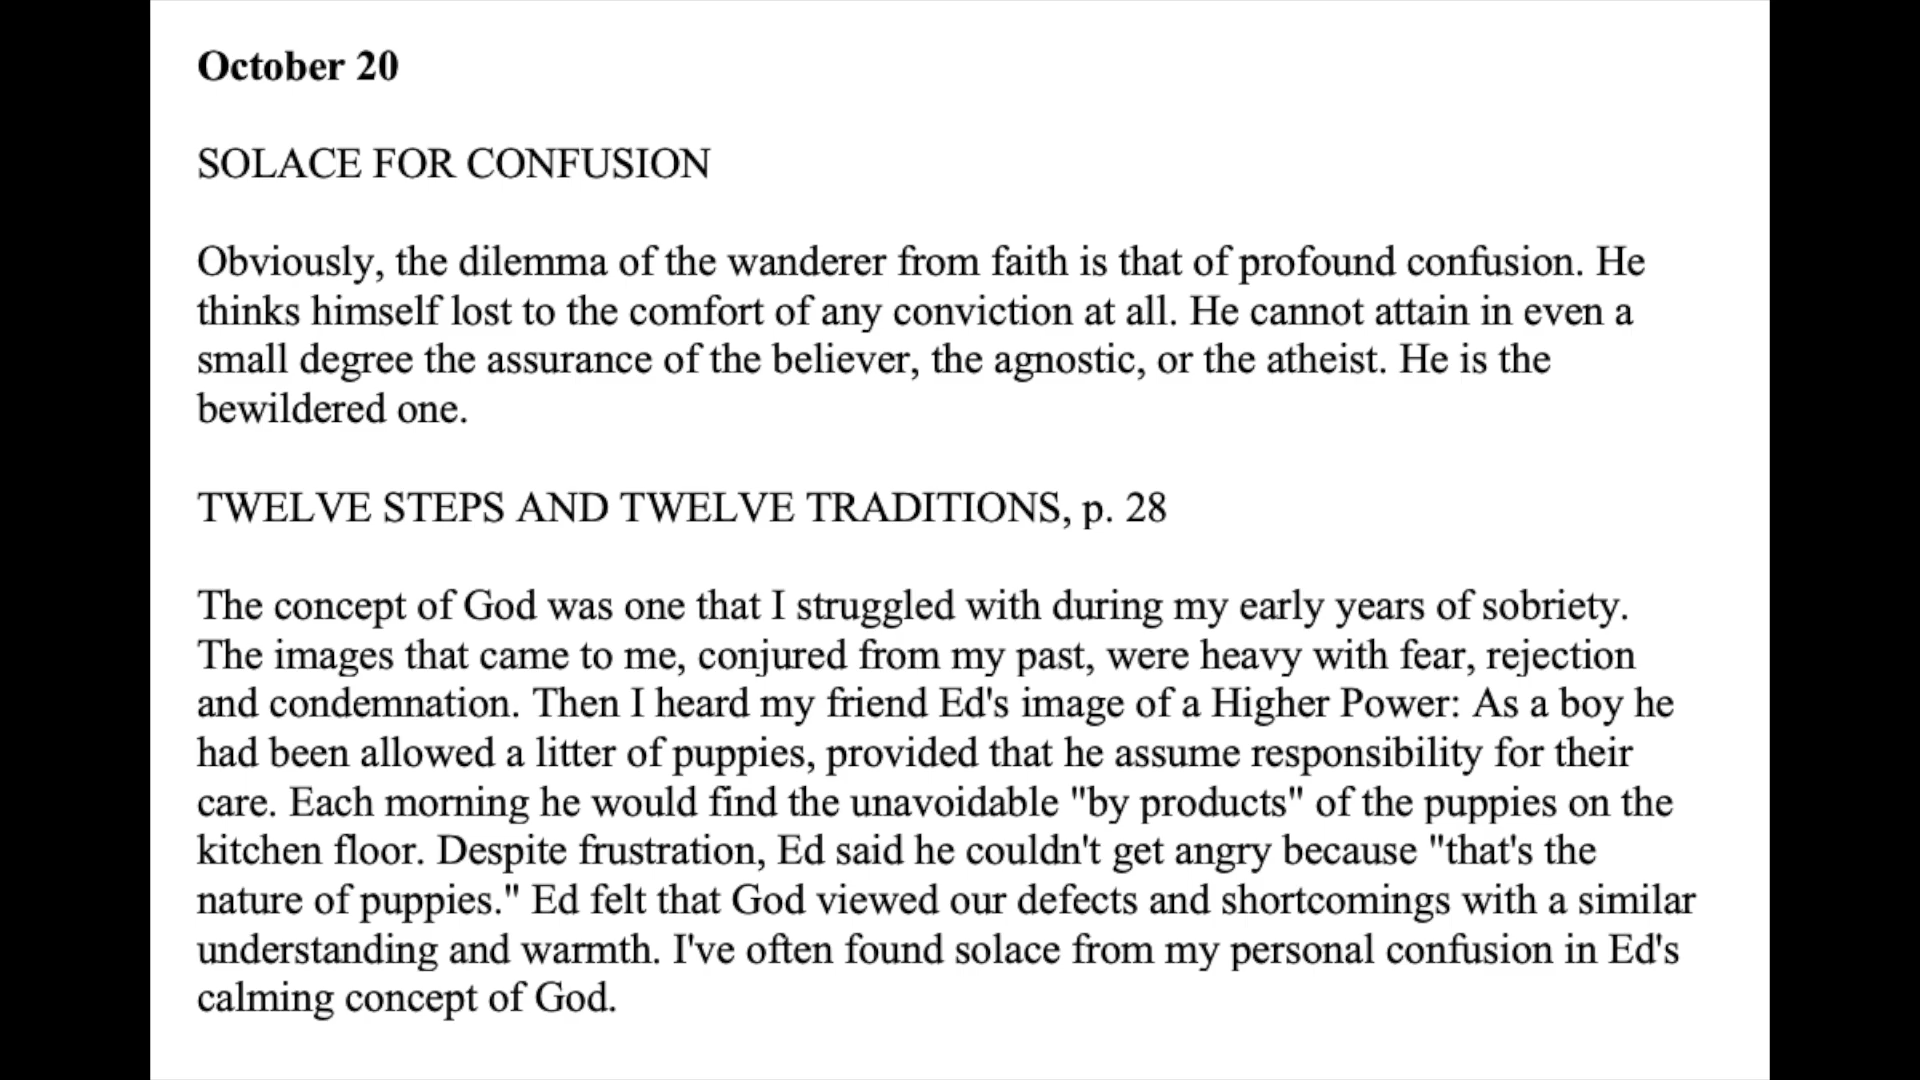 October 20
SOLACE FOR CONFUSION
Obviously, the dilemma of the wanderer from faith is that of profound confusion. He
thinks himself lost to the comfort of any conviction at all. He cannot attain in even a
small degree the assurance of the believer, the agnostic, or the atheist. He is the
bewildered one.
TWELVE STEPS AND TWELVE TRADITIONS, p. 28
The concept of God was one that I struggled with during my early years of sobriety.
The images that came to me, conjured from my past, were heavy with fear, rejection
and condemnation. Then I heard my friend Ed's image of a Higher Power: As a boy he
had been allowed a litter of puppies, provided that he assume responsibility for their
care. Each morning he would find the unavoidable "by products" of the puppies on the
kitchen floor. Despite frustration, Ed said he couldn't get angry because "that's the
nature of puppies." Ed felt that God viewed our defects and shortcomings with a similar
understanding and warmth. I've often found solace from my personal confusion in Ed's
calming concept of God.